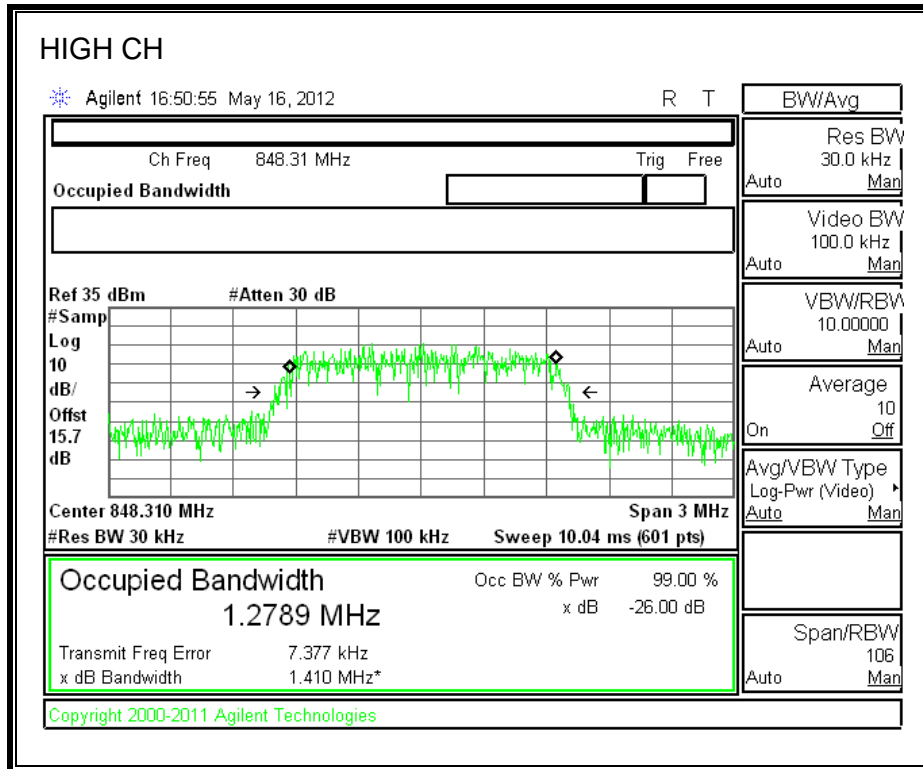 HIGH CH
Agilent 16:50:55 May 16, 2012 R T
Ch Freq 848.31 MHz Trig Free
Occupied Bandwidth
Ref 35 dBm #Atten 30 dB
#Samp
Log
10
dB/
Offst
15.7
dB
Center 848.310 MHz Span 3 MHz
#Res BW 30 kHz #VBW 100 kHz Sweep 10.04 ms (601 pts)
Occupied Bandwidth Occ BW % Pwr 99.00 %
1.2789 MHz x dB -26.00 dB
Transmit Freq Error 7.377 kHz
x dB Bandwidth 1.410 MHz*
Copyright 2000-2011 Agilent Technologies
BW/Avg
Res BW
30.0 kHz
Auto Man
Video BW
100.0 kHz
Auto Man
VBW/RBW
10.00000
Auto Man
Average
10
On Off
Avg/VBW Type
Log-Pwr (Video)
Auto Man
Span/RBW
106
Auto Man